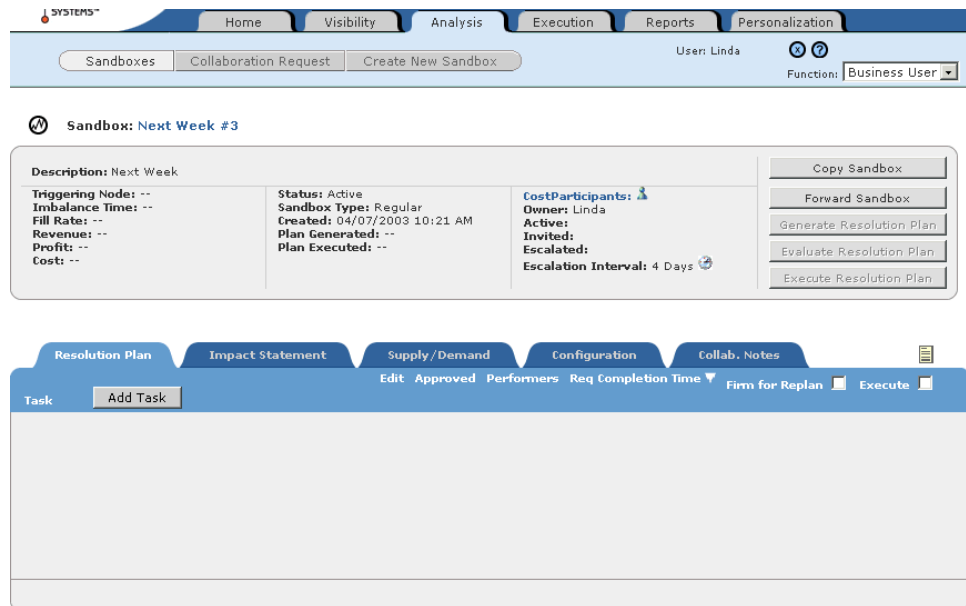 SYSTEMS™
Home Visibility Analysis Execution Reports Personalization
Sandboxes Collaboration Request Create New Sandbox
User: Linda
Function: Business User
Sandbox: Next Week #3
Description: Next Week
Triggering Node: --
Imbalance Time: --
Fill Rate: --
Revenue: --
Profit: --
Cost: --
Status: Active
Sandbox Type: Regular
Created: 04/07/2003 10:21 AM
Plan Generated: --
Plan Executed: --
CostParticipants:
Owner: Linda
Active:
Invited:
Escalated:
Escalation Interval: 4 Days
Copy Sandbox
Forward Sandbox
Generate Resolution Plan
Evaluate Resolution Plan
Execute Resolution Plan
Resolution Plan Impact Statement Supply/Demand Configuration Collab. Notes
Edit Approved Performers Req Completion Time Firm for Replan Execute
Task Add Task